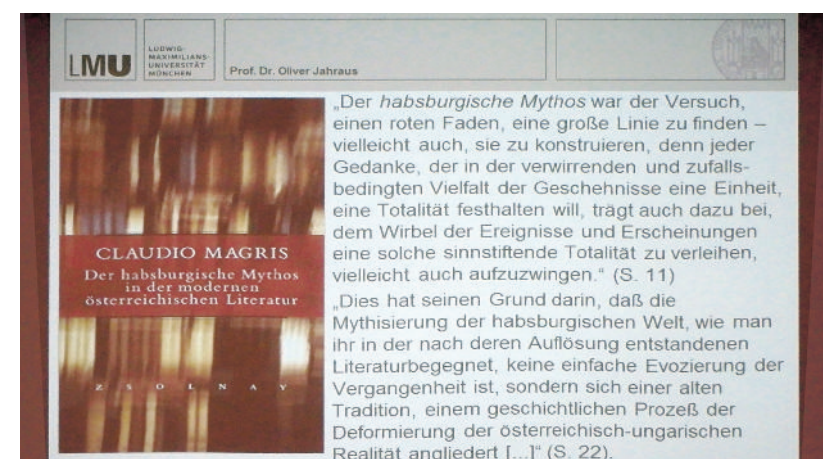 LMU
LUDWIG-
MAXIMILIANS-
UNIVERSITÄT
MÜNCHEN
Prof. Dr. Oliver Jahraus
CLAUDIO MAGRIS
Der habsburgische Mythos
in der modernen
österreichischen Literatur
ZSOLNAY
„Der habsburgische Mythos war der Versuch,
einen roten Faden, eine große Linie zu finden –
vielleicht auch, sie zu konstruieren, denn jeder
Gedanke, der in der verwirrenden und zufalls-
bedingten Vielfalt der Geschehnisse eine Einheit,
eine Totalität festhalten will, trägt auch dazu bei,
dem Wirbel der Ereignisse und Erscheinungen
eine solche sinnstiftende Totalität zu verleihen,
vielleicht auch aufzuzwingen.“ (S. 11)
„Dies hat seinen Grund darin, daß die
Mythisierung der habsburgischen Welt, wie man
ihr in der nach deren Auflösung entstandenen
Literaturbegegnet, keine einfache Evozierung der
Vergangenheit ist, sondern sich einer alten
Tradition, einem geschichtlichen Prozeß der
Deformierung der österreichisch-ungarischen
Realität angliedert [...]“ (S. 22).